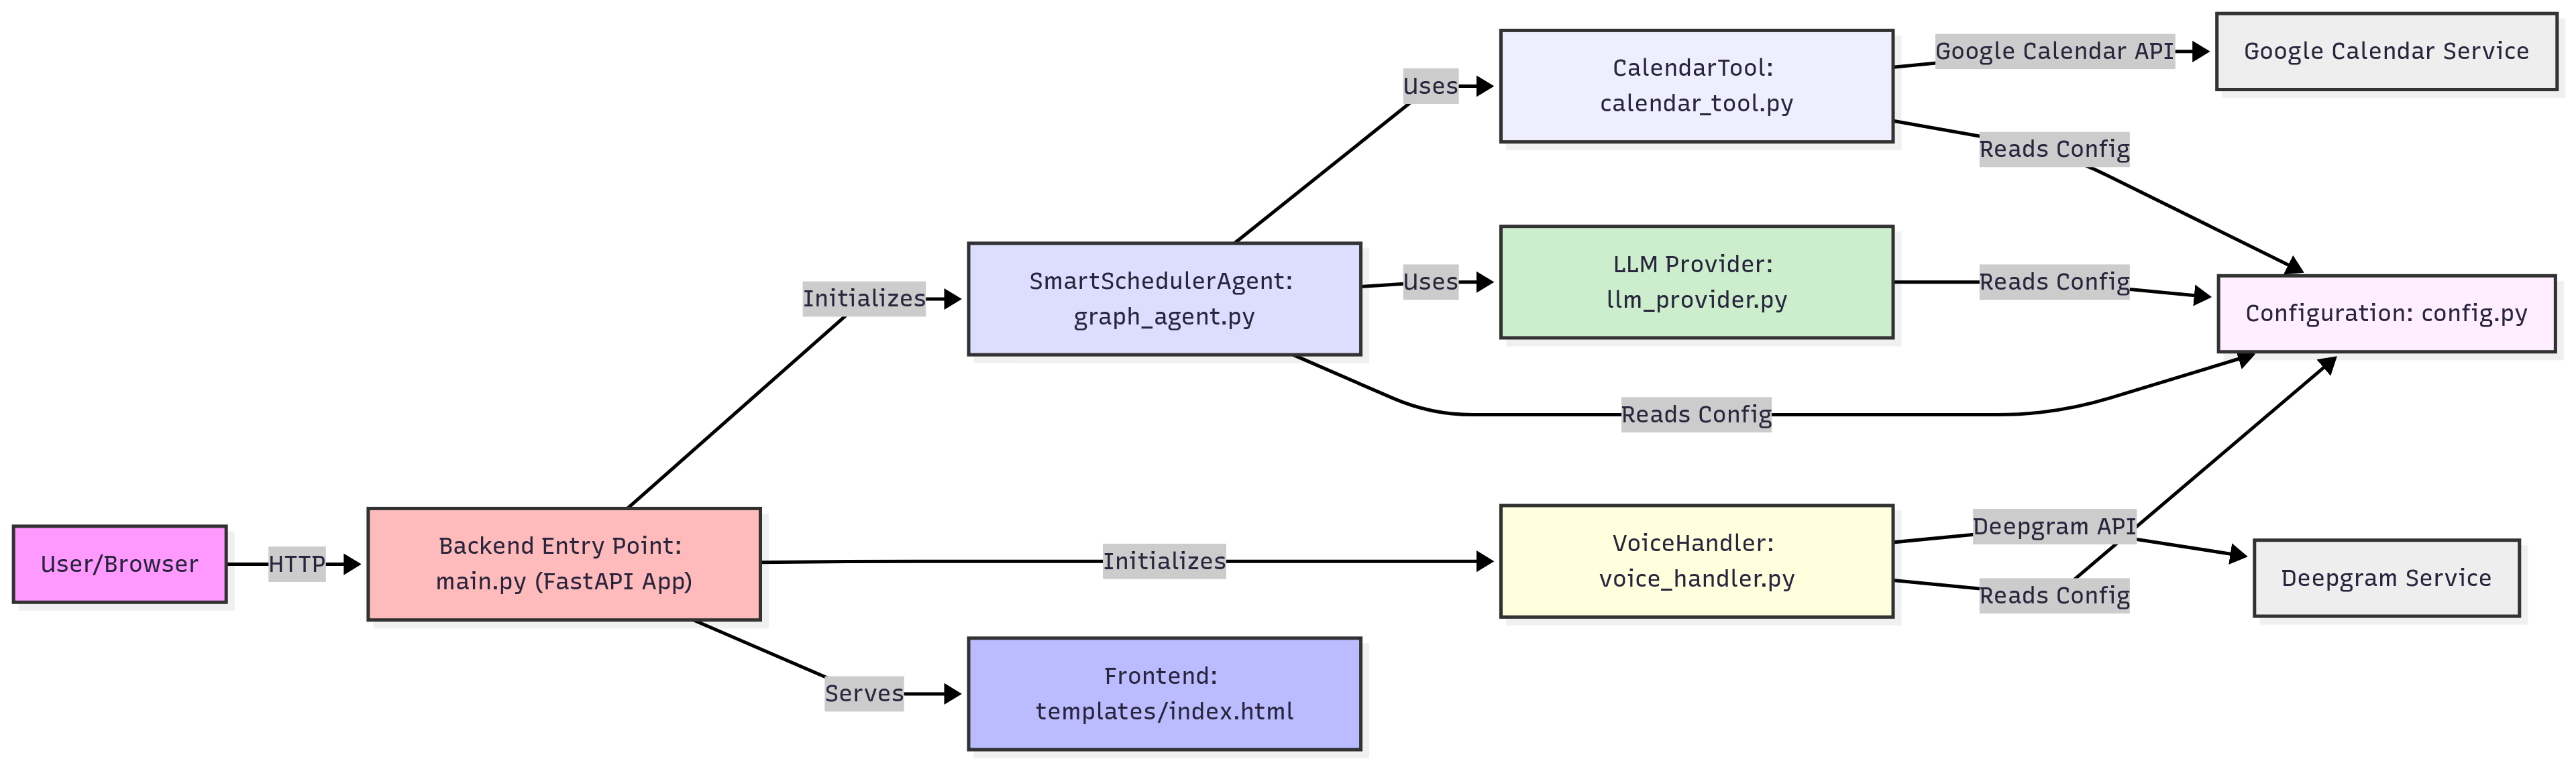 User/Browser
HTTP
Backend Entry Point:
main.py (FastAPI App)
Initializes
Initializes
Serves
SmartSchedulerAgent:
graph_agent.py
Frontend:
templates/index.html
Uses
Uses
Reads Config
CalendarTool:
calendar_tool.py
LLM Provider:
llm_provider.py
VoiceHandler:
voice_handler.py
Google Calendar API
Reads Config
Reads Config
Deepgram API
Reads Config
Google Calendar Service
Configuration: config.py
Deepgram Service